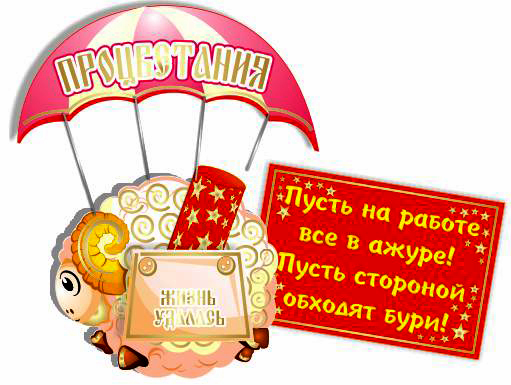 ПРОЦВЕТАНИЯ
ЖИЗНЬ
УДАЛАСЬ
Пусть на работе
все в ажуре!
Пусть стороной
обходят бури!